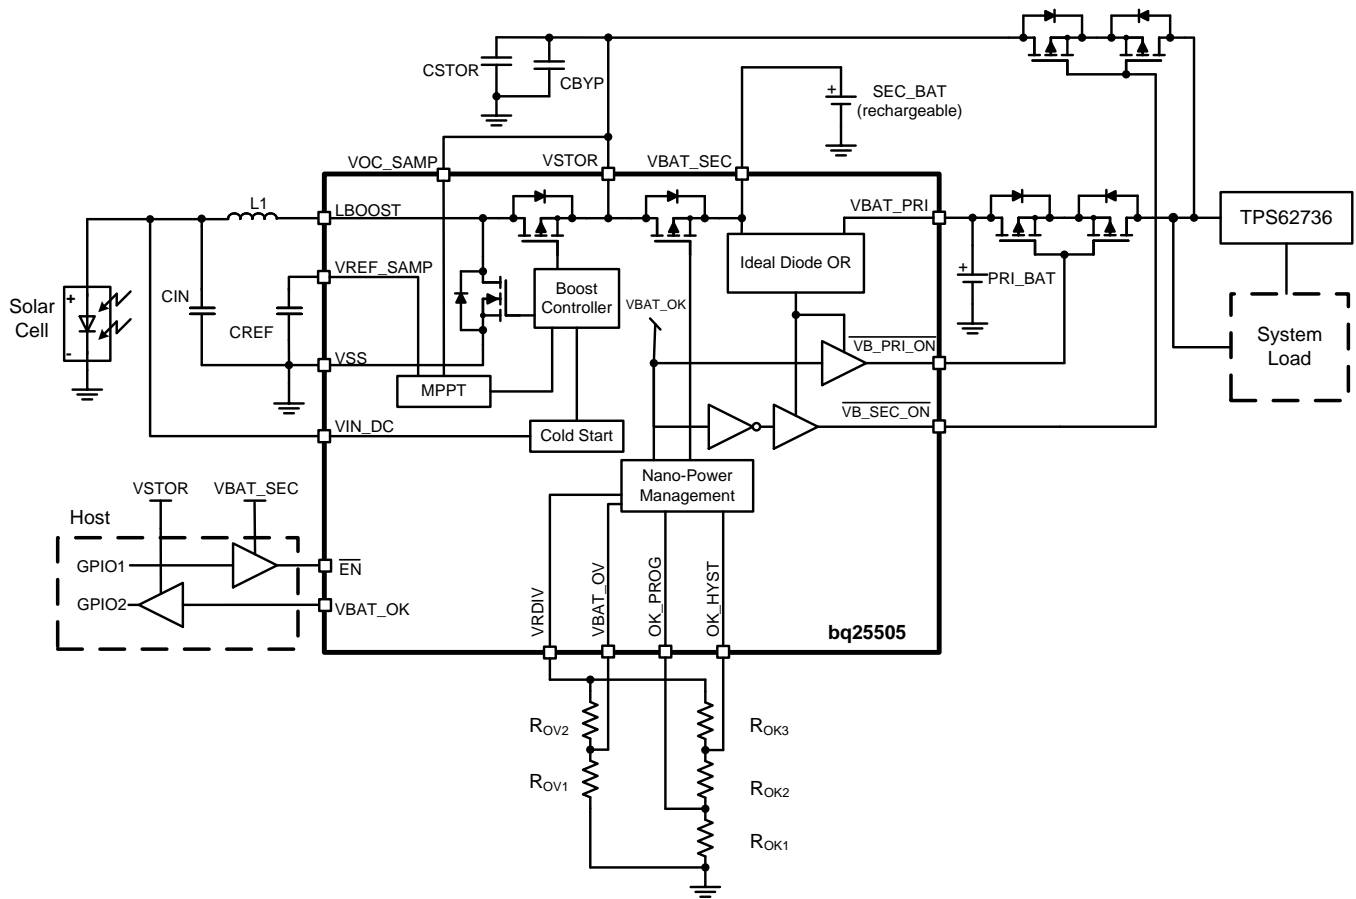 CSTOR
CBYP
SEC_BAT
(rechargeable)
VOC_SAMP
VSTOR
VBAT_SEC
L1
LBOOST
VBAT_PRI
TPS62736
VREF_SAMP
Ideal Diode OR
Boost
Controller
VBAT_OK
PRI_BAT
Solar
Cell
+
-
CIN
CREF
+
+
System
Load
VSS
MPPT
VB_PRI_ON
VB_SEC_ON
VIN_DC
Cold Start
Nano-Power
Management
VSTOR
VBAT_SEC
Host
GPIO1
EN
GPIO2
VBAT_OK
VRDIV
VBAT_OV
OK_PROG
OK_HYST
bq25505
ROV2
ROK3
ROV1
ROK2
ROK1